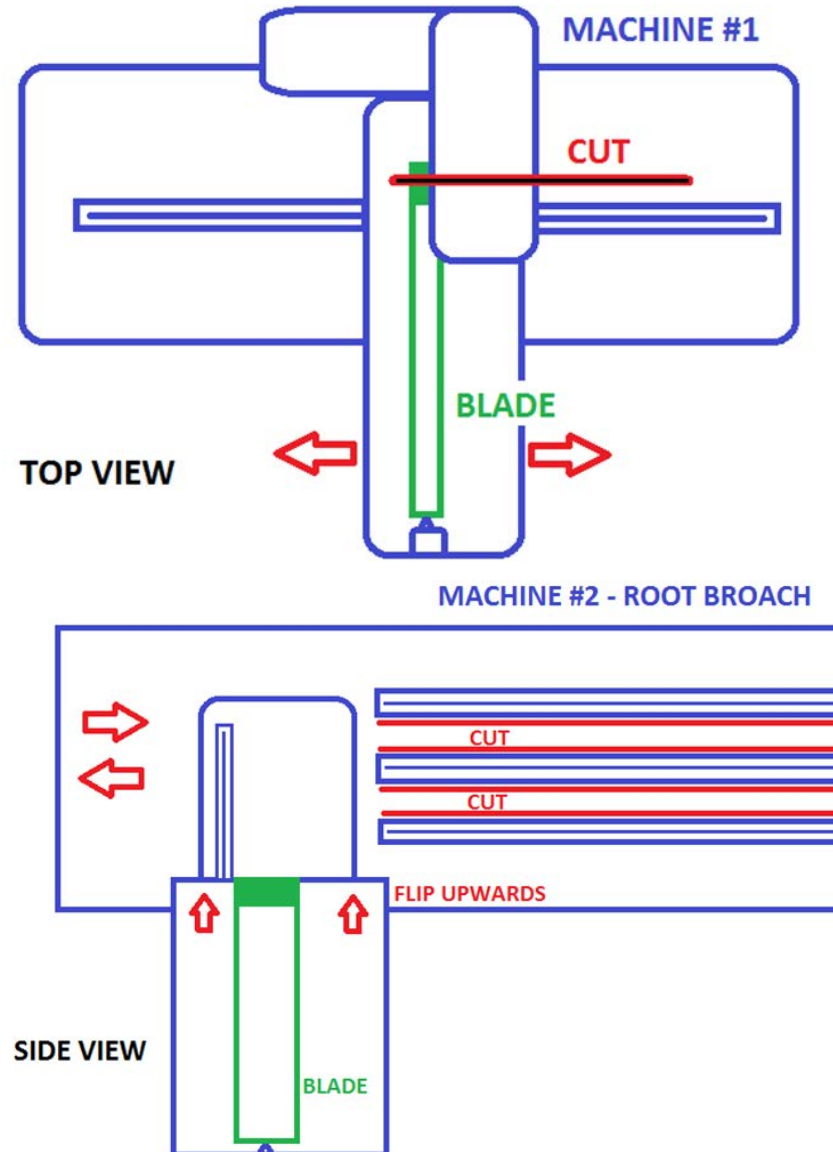 MACHINE #1
CUT
BLADE
TOP VIEW
MACHINE #2 - ROOT BROACH
CUT
CUT
FLIP UPWARDS
SIDE VIEW
BLADE